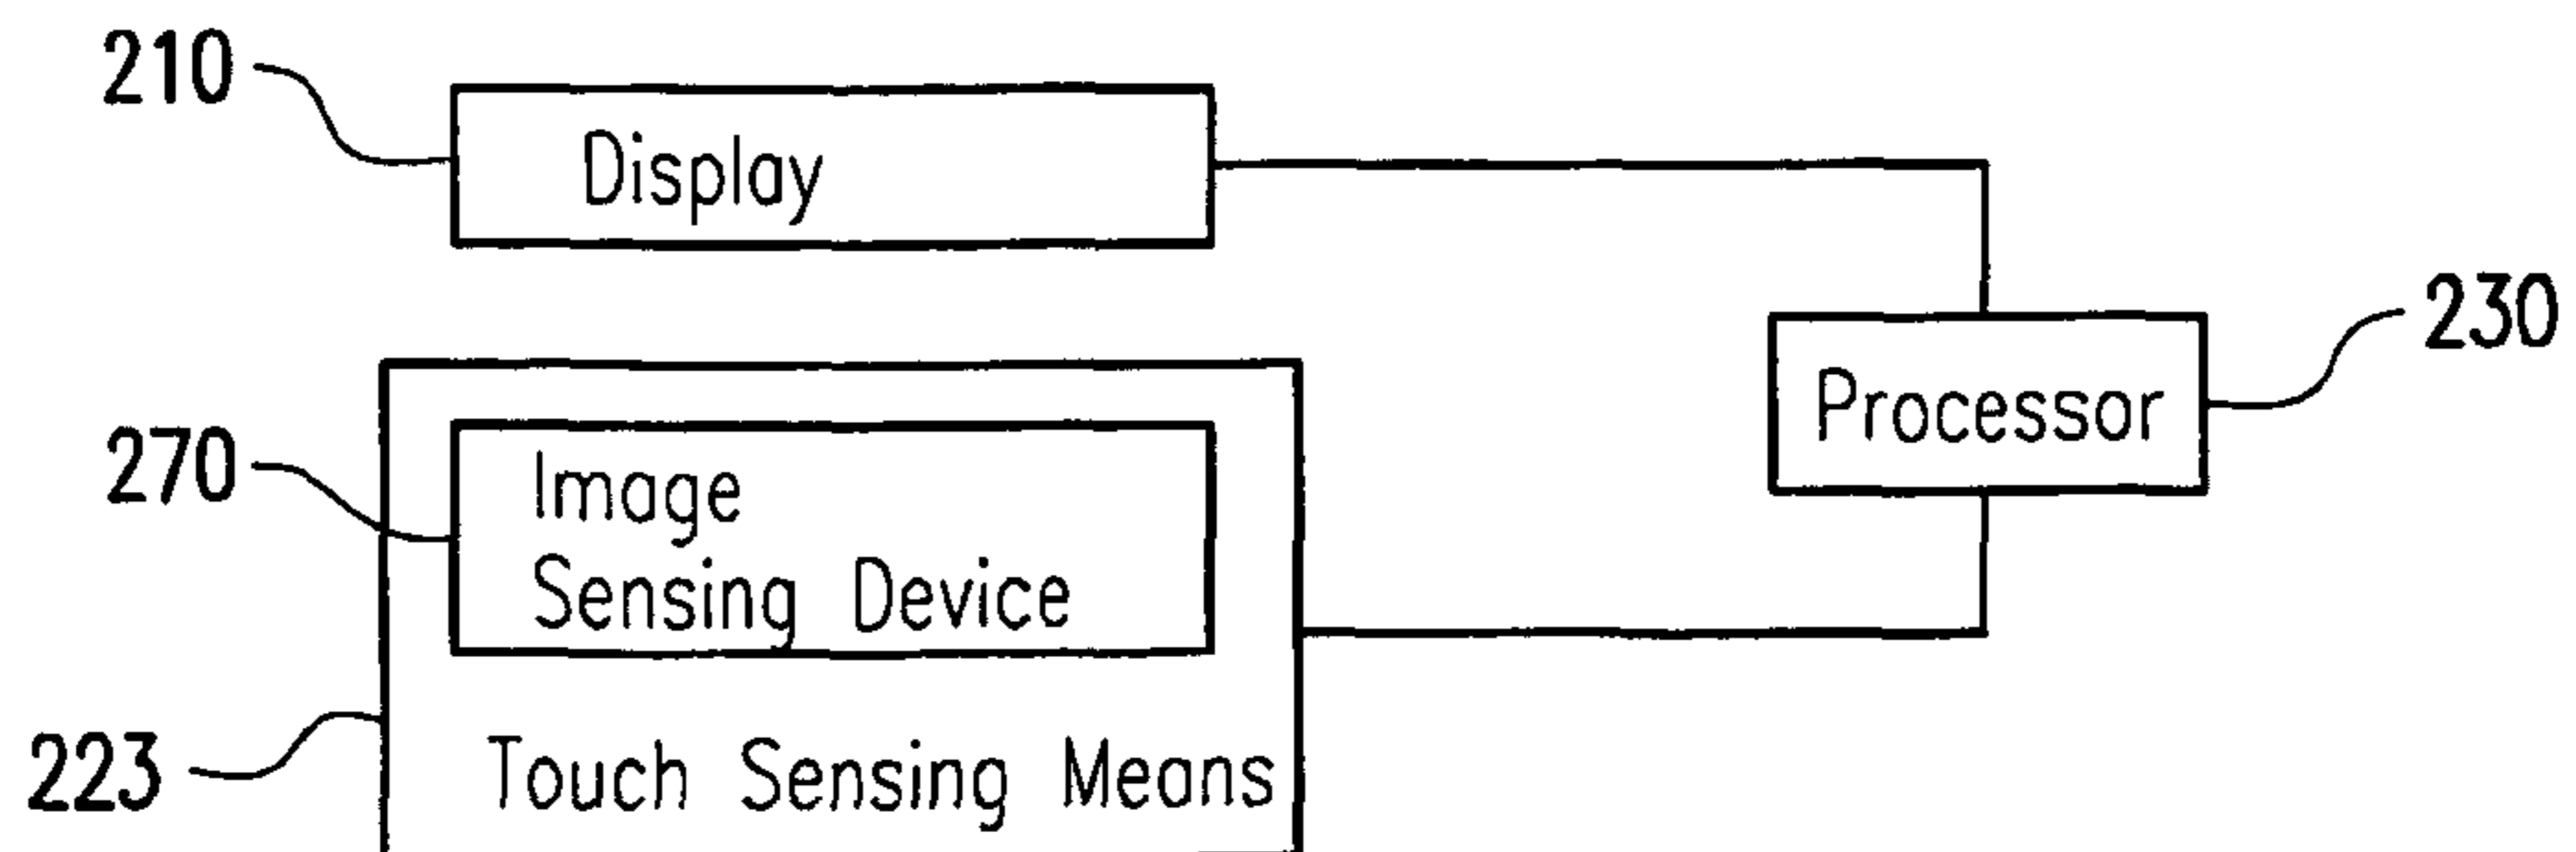 210
Display
230
Processor
270
Image
Sensing Device
223
Touch Sensing Means